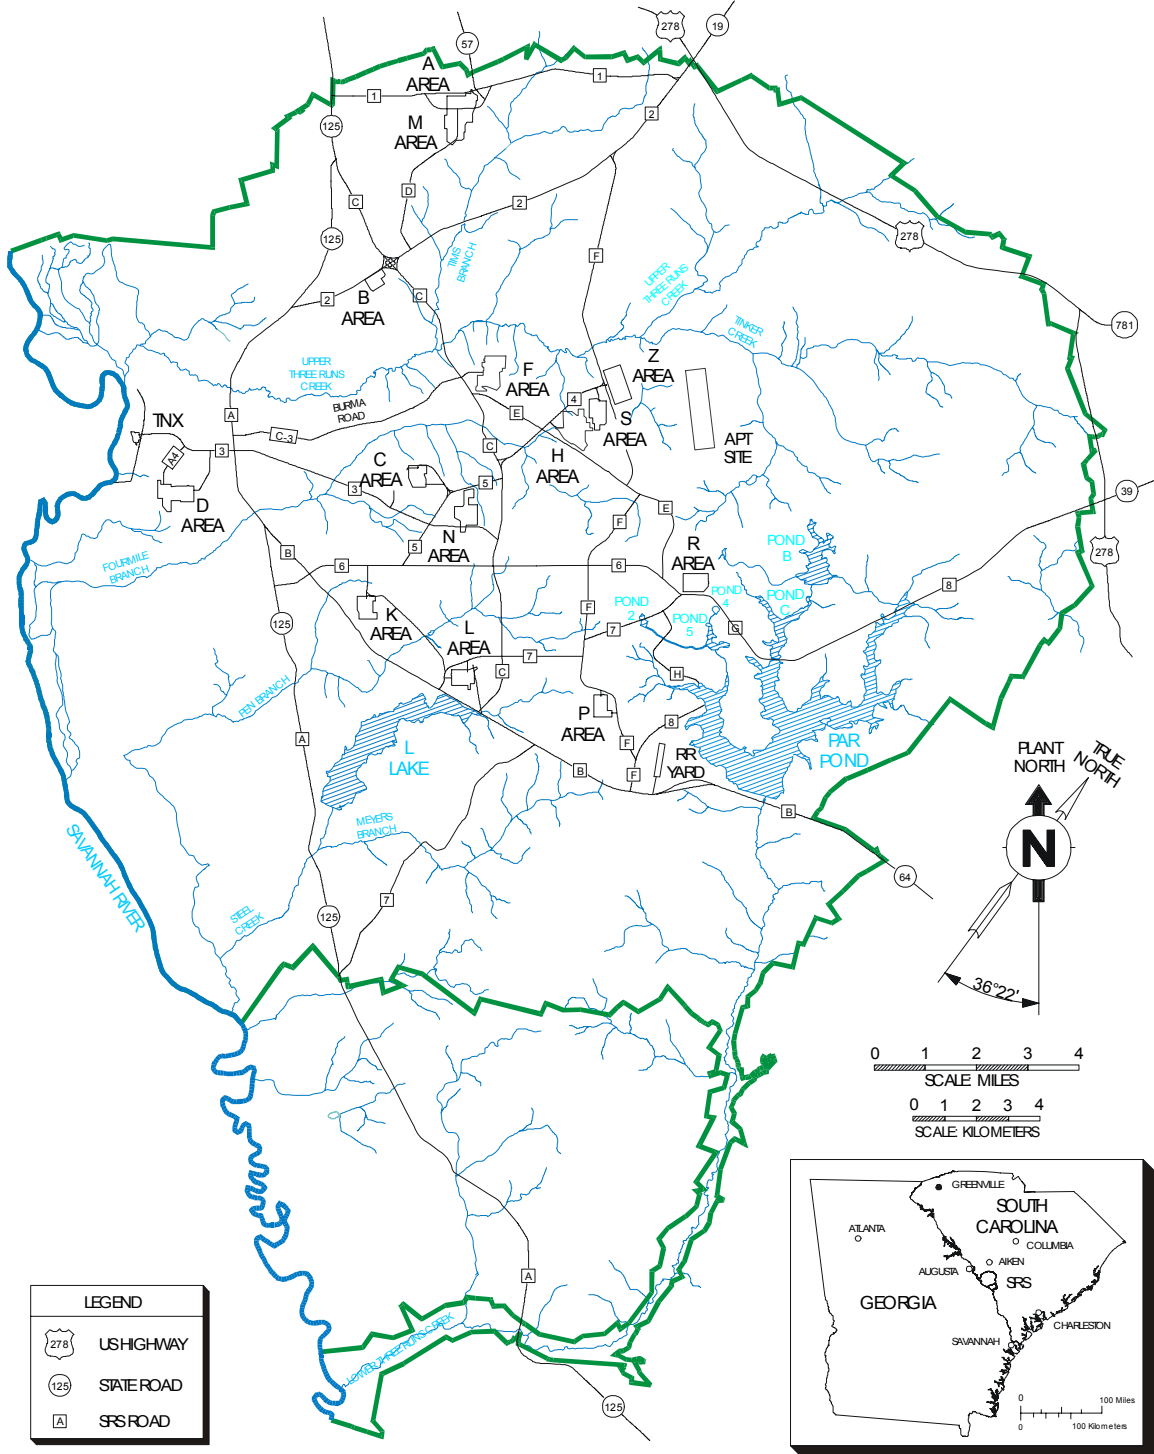 278
19
57
A
AREA
1
1
125
M
AREA
2
D
C
2
125
278
F
TIMS
BRANCH
UPPER
THREE RUNS
CREEK
C
2
B
AREA
781
TINKER
CREEK
UPPER
THREE RUNS
CREEK
F
AREA
Z
AREA
BURMA
ROAD
4
A
TNX
E
S
AREA
C-3
C
APT
SITE
3
A4
C
AREA
H
AREA
3
5
39
D
AREA
E
F
N
AREA
5
POND
B
278
B
R
AREA
FOURMILE
BRANCH
6
6
8
POND
4
POND
C
POND
2
K
AREA
F
POND
5
125
L
AREA
7
G
7
C
H
PEN BRANCH
P
AREA
8
A
L
LAKE
F
PAR
POND
PLANT
NORTH
TRUE
NORTH
RR
YARD
B
F
B
MEYERS
BRANCH
N
SAVANNAH RIVER
64
7
STEEL
CREEK
125
36°22'
0 1 2 3 4
SCALE: MILES
0 1 2 3 4
SCALE: KILOMETERS
A
LOWER THREE RUNS CREEK
125
LEGEND
278 US HIGHWAY
125 STATE ROAD
A SRS ROAD
GREENVILLE
SOUTH
CAROLINA
ATLANTA
COLUMBIA
AIKEN
AUGUSTA
SRS
GEORGIA
CHARLESTON
SAVANNAH
0 100 Miles
0 100 Kilometers